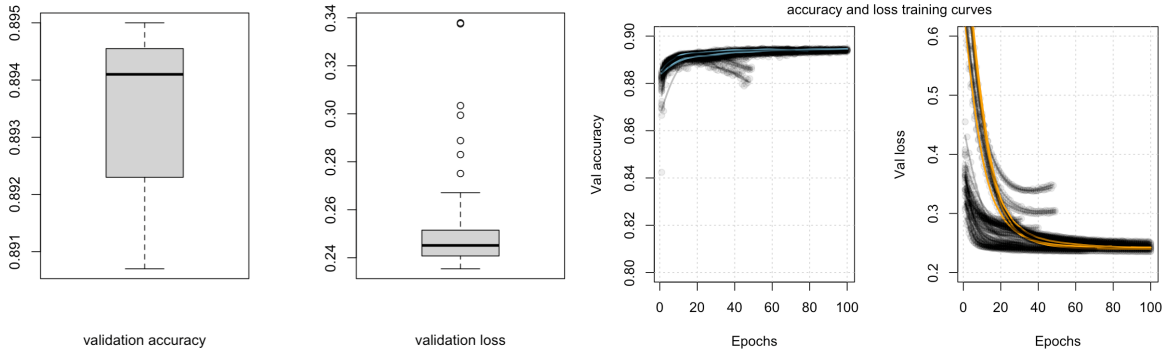 accuracy and loss training curves
0.895
0.894
0.893
0.892
0.891
validation accuracy
0.34
0.32
0.30
0.28
0.26
0.24
validation loss
0.90
0.88
0.86
0.84
0.82
0.80
Val accuracy
0 20 40 60 80 100
Epochs
0.6
0.5
0.4
0.3
0.2
Val loss
0 20 40 60 80 100
Epochs